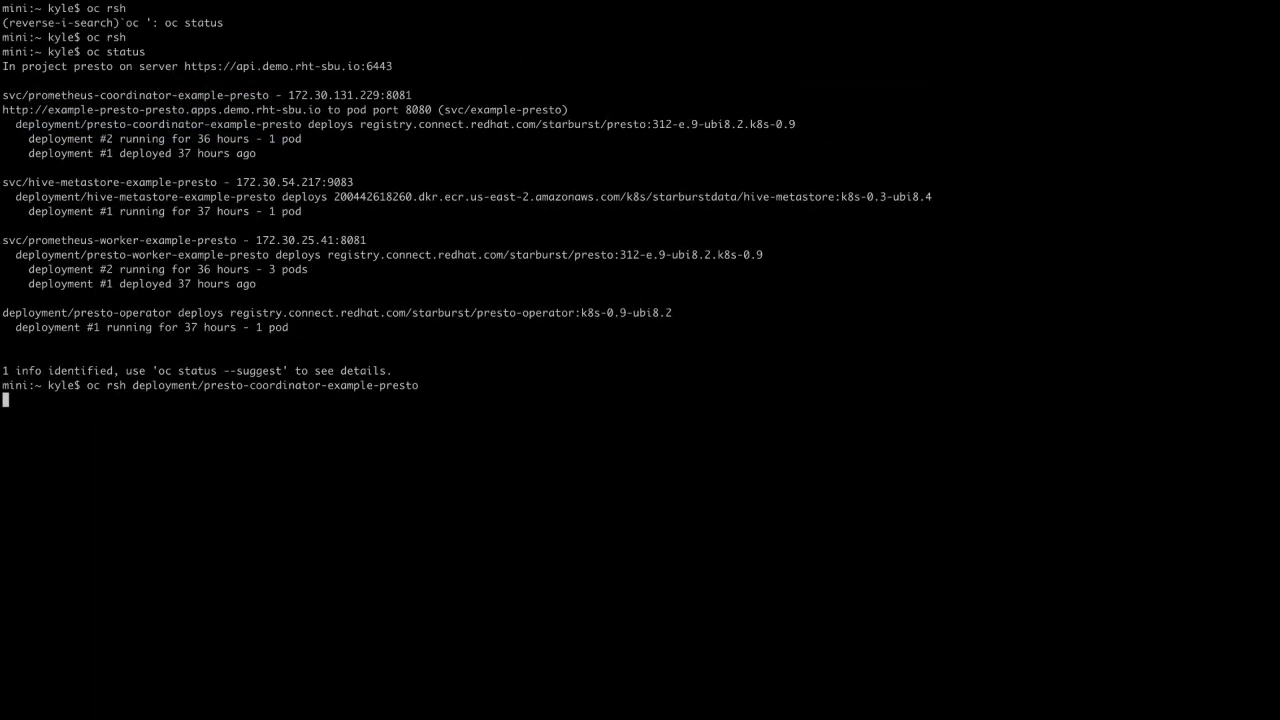 mini:~ kyle$ oc rsh
(reverse-i-search)`oc ': oc status
mini:~ kyle$ oc rsh
mini:~ kyle$ oc status
In project presto on server https://api.demo.rht-sbu.io:6443
svc/prometheus-coordinator-example-presto - 172.30.131.229:8081
http://example-presto-presto.apps.demo.rht-sbu.io to pod port 8080 (svc/example-presto)
  deployment/presto-coordinator-example-presto deploys registry.connect.redhat.com/starburst/presto:312-e.9-ubi8.2.k8s-0.9
    deployment #2 running for 36 hours - 1 pod
    deployment #1 deployed 37 hours ago
svc/hive-metastore-example-presto - 172.30.54.217:9083
  deployment/hive-metastore-example-presto deploys 200442618260.dkr.ecr.us-east-2.amazonaws.com/k8s/starburstdata/hive-metastore:k8s-0.3-ubi8.4
    deployment #1 running for 37 hours - 1 pod
svc/prometheus-worker-example-presto - 172.30.25.41:8081
  deployment/presto-worker-example-presto deploys registry.connect.redhat.com/starburst/presto:312-e.9-ubi8.2.k8s-0.9
    deployment #2 running for 36 hours - 3 pods
    deployment #1 deployed 37 hours ago
deployment/presto-operator deploys registry.connect.redhat.com/starburst/presto-operator:k8s-0.9-ubi8.2
  deployment #1 running for 37 hours - 1 pod
1 info identified, use 'oc status --suggest' to see details.
mini:~ kyle$ oc rsh deployment/presto-coordinator-example-presto